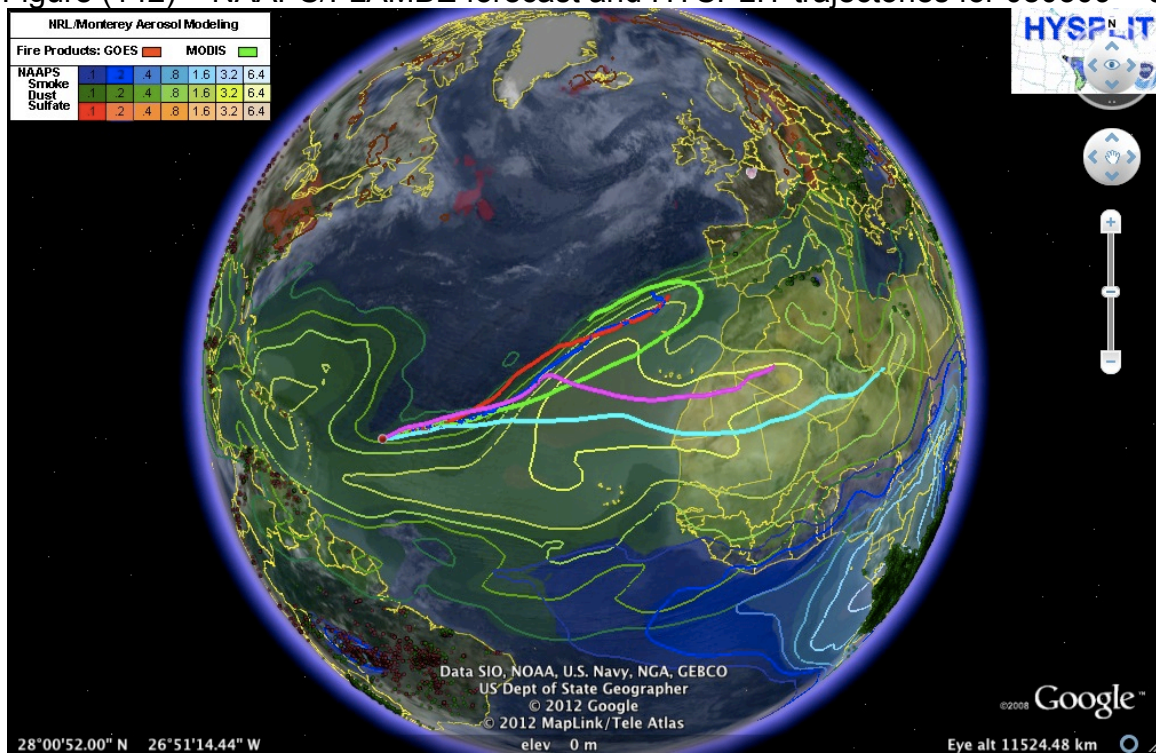 NRL/Monterey Aerosol Modeling
HYSPLIT
N
Fire Products: GOES MODIS
NAAPS .1 .2 .4 .8 1.6 3.2 6.4
Smoke
Dust .1 .2 .4 .8 1.6 3.2 6.4
Sulfate .1 .2 .4 .8 1.6 3.2 6.4
Data SIO, NOAA, U.S. Navy, NGA, GEBCO
US Dept of State Geographer
© 2012 Google
© 2012 MapLink/Tele Atlas
©2008 Google™
28°00'52.00" N 26°51'14.44" W elev 0 m Eye alt 11524.48 km